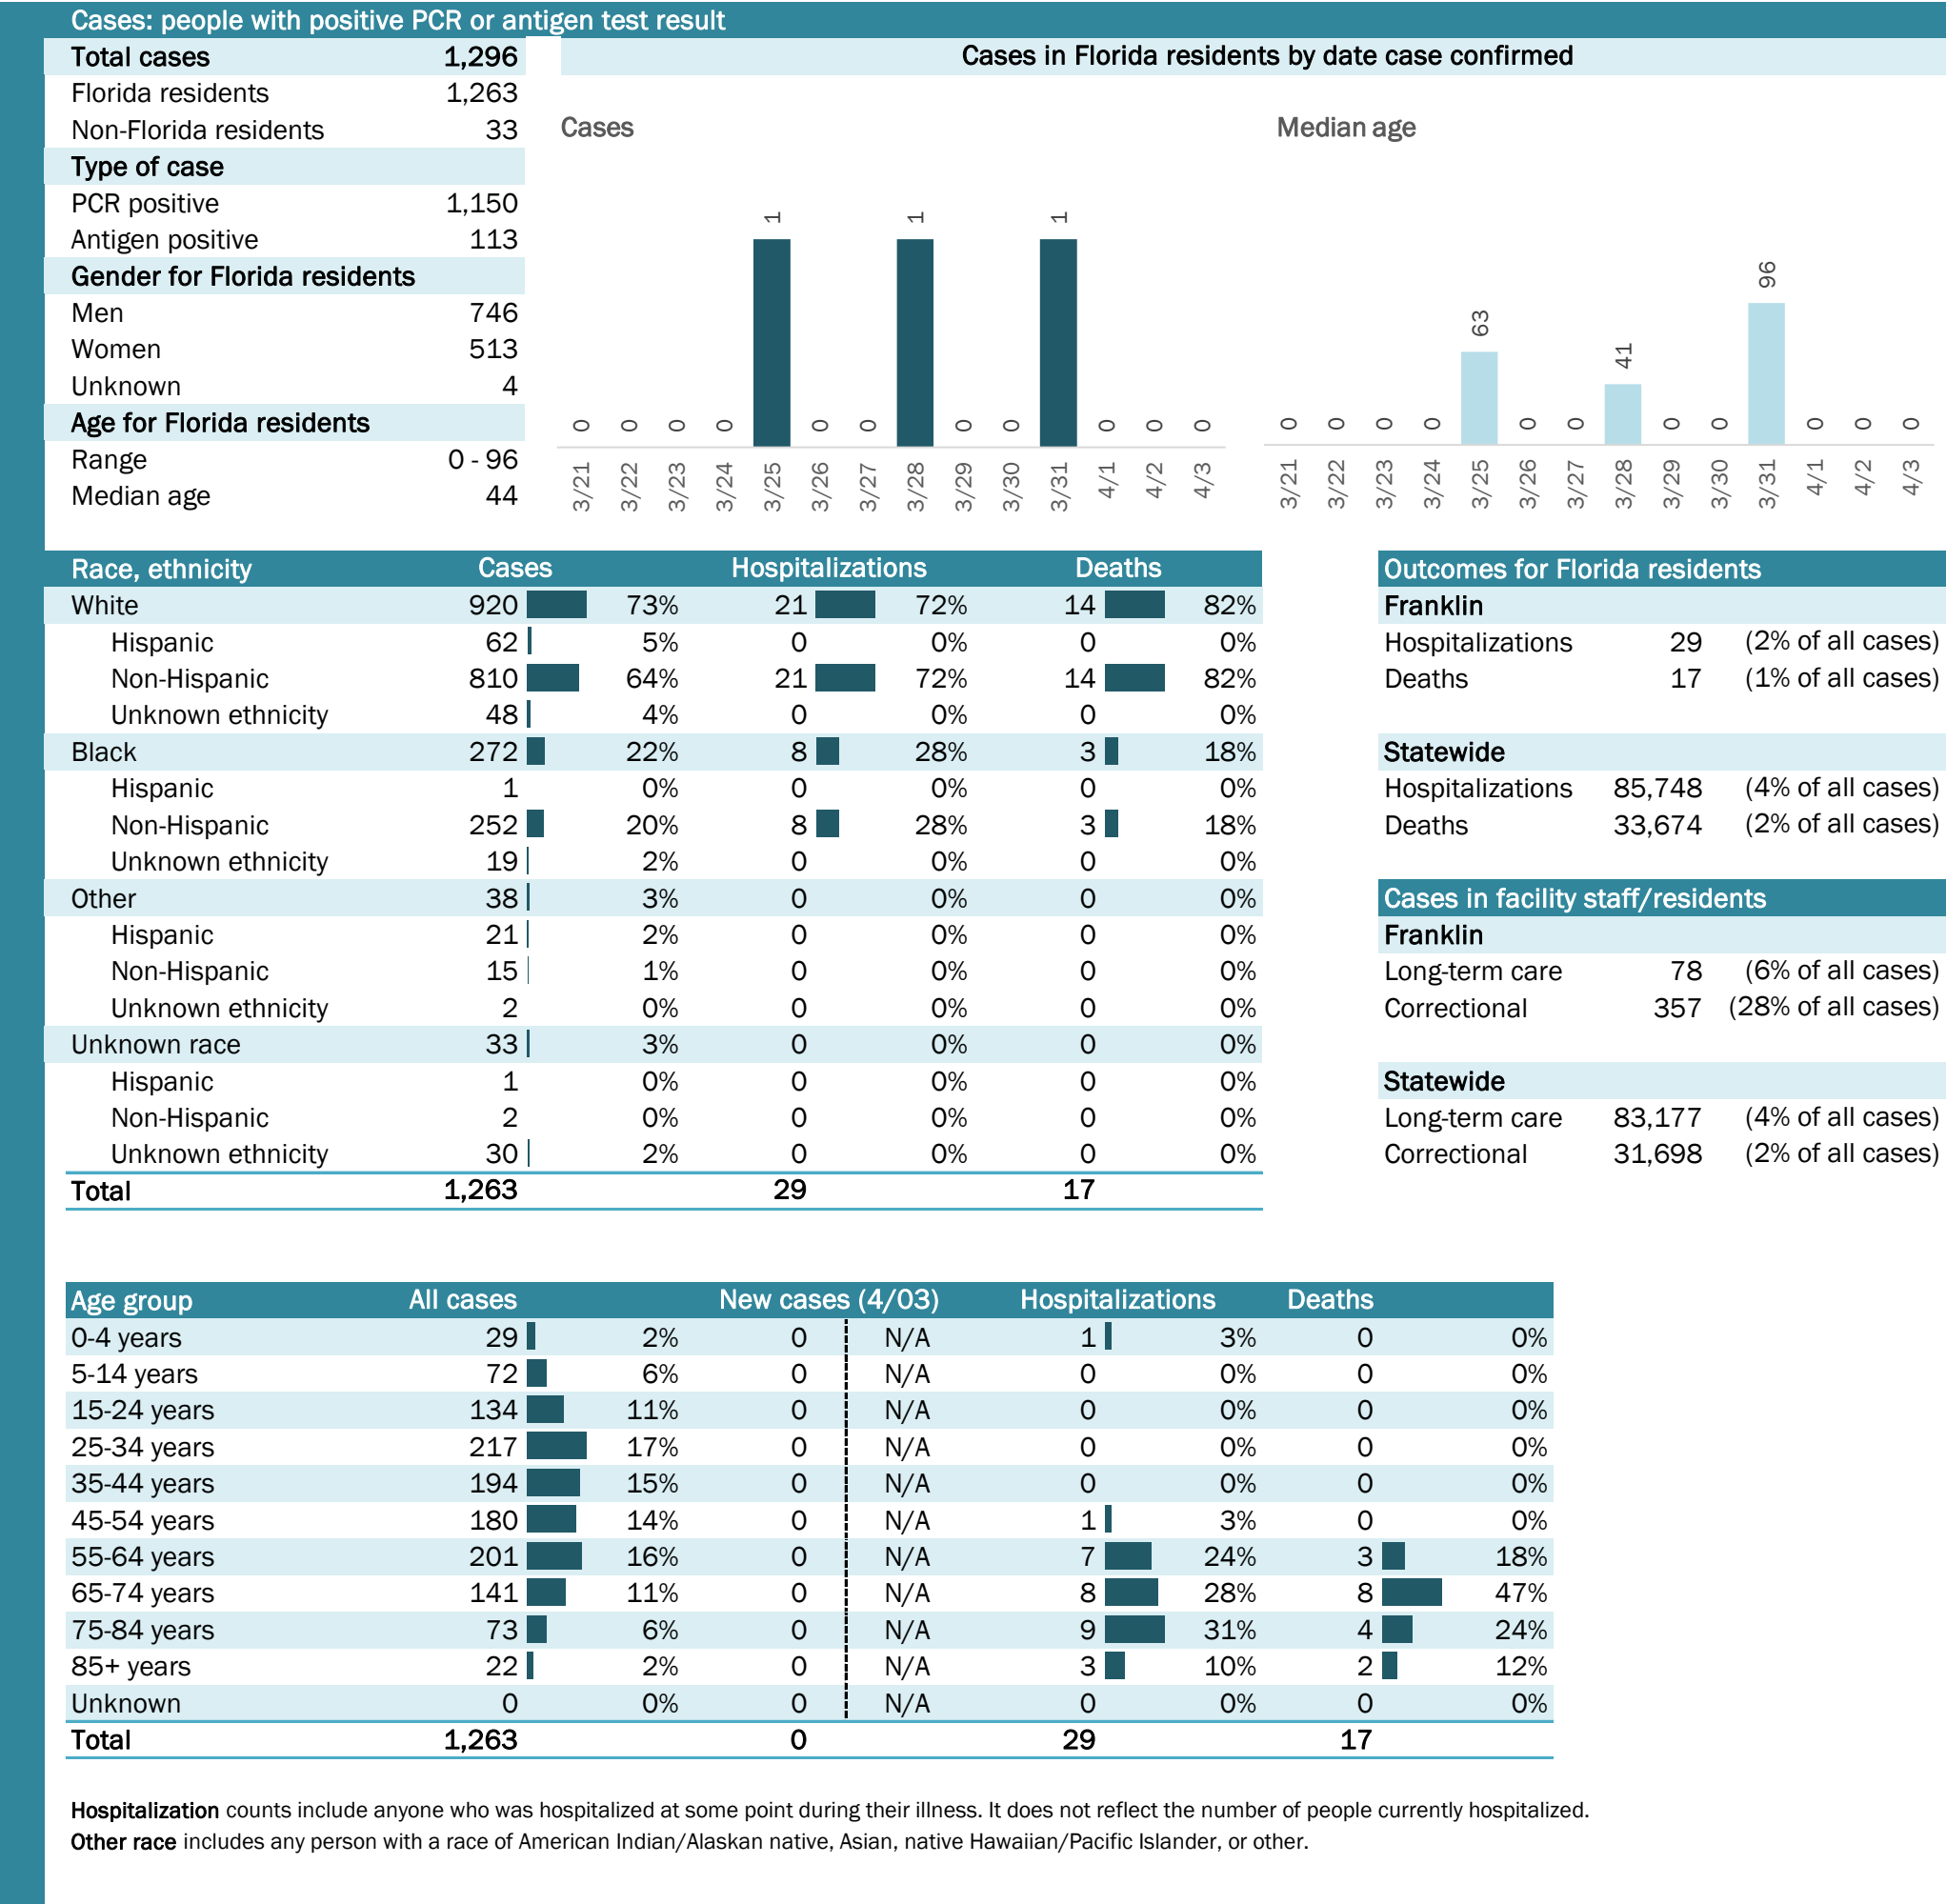 Cases: people with positive PCR or antigen test result
Total cases 1,296
Florida residents 1,263
Non-Florida residents 33
Type of case
PCR positive 1,150
Antigen positive 113
Gender for Florida residents
Men 746
Women 513
Unknown 4
Age for Florida residents
Range 0 - 96
Median age 44
Cases in Florida residents by date case confirmed
Cases
0 0 0 0 1 0 0 1 0 0 1 0 0 0
3/21 3/22 3/23 3/24 3/25 3/26 3/27 3/28 3/29 3/30 3/31 4/1 4/2 4/3
Median age
0 0 0 0 63 0 0 41 0 0 96 0 0 0
3/21 3/22 3/23 3/24 3/25 3/26 3/27 3/28 3/29 3/30 3/31 4/1 4/2 4/3
Race, ethnicity Cases Hospitalizations Deaths
White 920 73% 21 72% 14 82%
Hispanic 62 5% 0 0% 0 0%
Non-Hispanic 810 64% 21 72% 14 82%
Unknown ethnicity 48 4% 0 0% 0 0%
Black 272 22% 8 28% 3 18%
Hispanic 1 0% 0 0% 0 0%
Non-Hispanic 252 20% 8 28% 3 18%
Unknown ethnicity 19 2% 0 0% 0 0%
Other 38 3% 0 0% 0 0%
Hispanic 21 2% 0 0% 0 0%
Non-Hispanic 15 1% 0 0% 0 0%
Unknown ethnicity 2 0% 0 0% 0 0%
Unknown race 33 3% 0 0% 0 0%
Hispanic 1 0% 0 0% 0 0%
Non-Hispanic 2 0% 0 0% 0 0%
Unknown ethnicity 30 2% 0 0% 0 0%
Total 1,263 29 17
Outcomes for Florida residents
Franklin
Hospitalizations 29 (2% of all cases)
Deaths 17 (1% of all cases)
Statewide
Hospitalizations 85,748 (4% of all cases)
Deaths 33,674 (2% of all cases)
Cases in facility staff/residents
Franklin
Long-term care 78 (6% of all cases)
Correctional 357 (28% of all cases)
Statewide
Long-term care 83,177 (4% of all cases)
Correctional 31,698 (2% of all cases)
Age group All cases New cases (4/03) Hospitalizations Deaths
0-4 years 29 2% 0 N/A 1 3% 0 0%
5-14 years 72 6% 0 N/A 0 0% 0 0%
15-24 years 134 11% 0 N/A 0 0% 0 0%
25-34 years 217 17% 0 N/A 0 0% 0 0%
35-44 years 194 15% 0 N/A 0 0% 0 0%
45-54 years 180 14% 0 N/A 1 3% 0 0%
55-64 years 201 16% 0 N/A 7 24% 3 18%
65-74 years 141 11% 0 N/A 8 28% 8 47%
75-84 years 73 6% 0 N/A 9 31% 4 24%
85+ years 22 2% 0 N/A 3 10% 2 12%
Unknown 0 0% 0 N/A 0 0% 0 0%
Total 1,263 0 29 17
Hospitalization counts include anyone who was hospitalized at some point during their illness. It does not reflect the number of people currently hospitalized.
Other race includes any person with a race of American Indian/Alaskan native, Asian, native Hawaiian/Pacific Islander, or other.